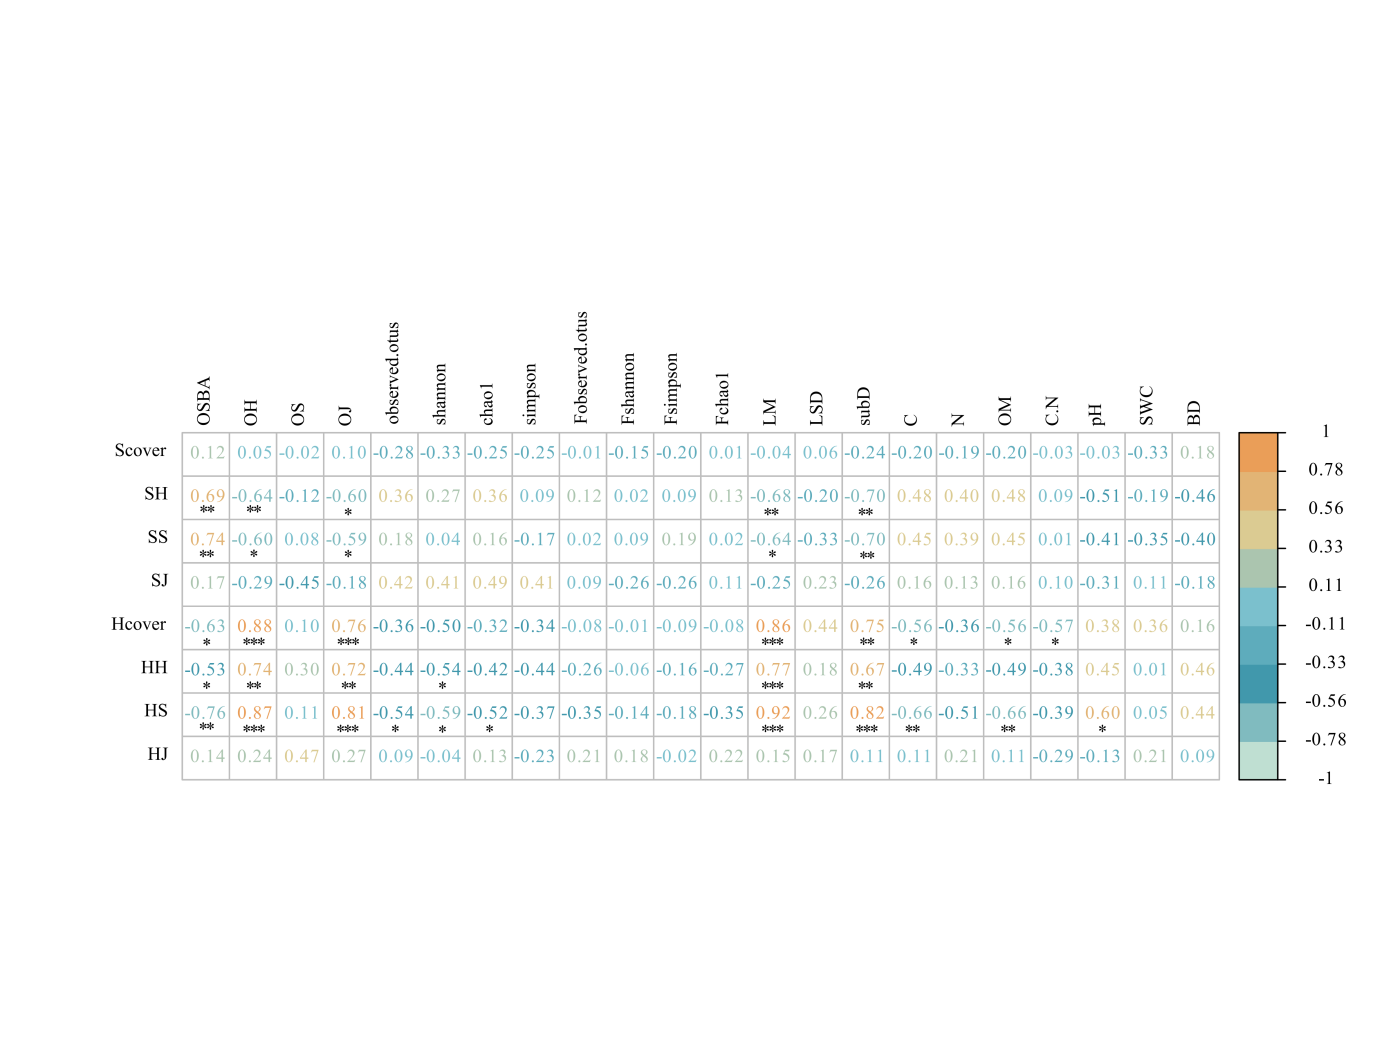 OSBA OH OS OJ observed.otus shannon chao1 simpson Fobserved.otus Fshannon Fsimpson Fchao1 LM LSD subD C N OM C.N pH SWC BD
Scover 0.12 0.05 -0.02 0.10 -0.28 -0.33 -0.25 -0.25 -0.01 -0.15 -0.20 0.01 -0.04 0.06 -0.24 -0.20 -0.19 -0.20 -0.03 -0.03 -0.33 0.18
SH 0.69 -0.64 -0.12 -0.60 0.36 0.27 0.36 0.09 0.12 0.02 0.09 0.13 -0.68 -0.20 -0.70 0.48 0.40 0.48 0.09 -0.51 -0.19 -0.46
** ** * ** **
SS 0.74 -0.60 0.08 -0.59 0.18 0.04 0.16 -0.17 0.02 0.09 0.19 0.02 -0.64 -0.33 -0.70 0.45 0.39 0.45 0.01 -0.41 -0.35 -0.40
** * * * **
SJ 0.17 -0.29 -0.45 -0.18 0.42 0.41 0.49 0.41 0.09 -0.26 -0.26 0.11 -0.25 0.23 -0.26 0.16 0.13 0.16 0.10 -0.31 0.11 -0.18
Hcover -0.63 0.88 0.10 0.76 -0.36 -0.50 -0.32 -0.34 -0.08 -0.01 -0.09 -0.08 0.86 0.44 0.75 -0.56 -0.36 -0.56 -0.57 0.38 0.36 0.16
* *** *** *** ** * * *
HH -0.53 0.74 0.30 0.72 -0.44 -0.54 -0.42 -0.44 -0.26 -0.06 -0.16 -0.27 0.77 0.18 0.67 -0.49 -0.33 -0.49 -0.38 0.45 0.01 0.46
* ** ** * *** **
HS -0.76 0.87 0.11 0.81 -0.54 -0.59 -0.52 -0.37 -0.35 -0.14 -0.18 -0.35 0.92 0.26 0.82 -0.66 -0.51 -0.66 -0.39 0.60 0.05 0.44
** *** *** * * * *** *** ** ** *
HJ 0.14 0.24 0.47 0.27 0.09 -0.04 0.13 -0.23 0.21 0.18 -0.02 0.22 0.15 0.17 0.11 0.11 0.21 0.11 -0.29 -0.13 0.21 0.09
1
0.78
0.56
0.33
0.11
-0.11
-0.33
-0.56
-0.78
-1